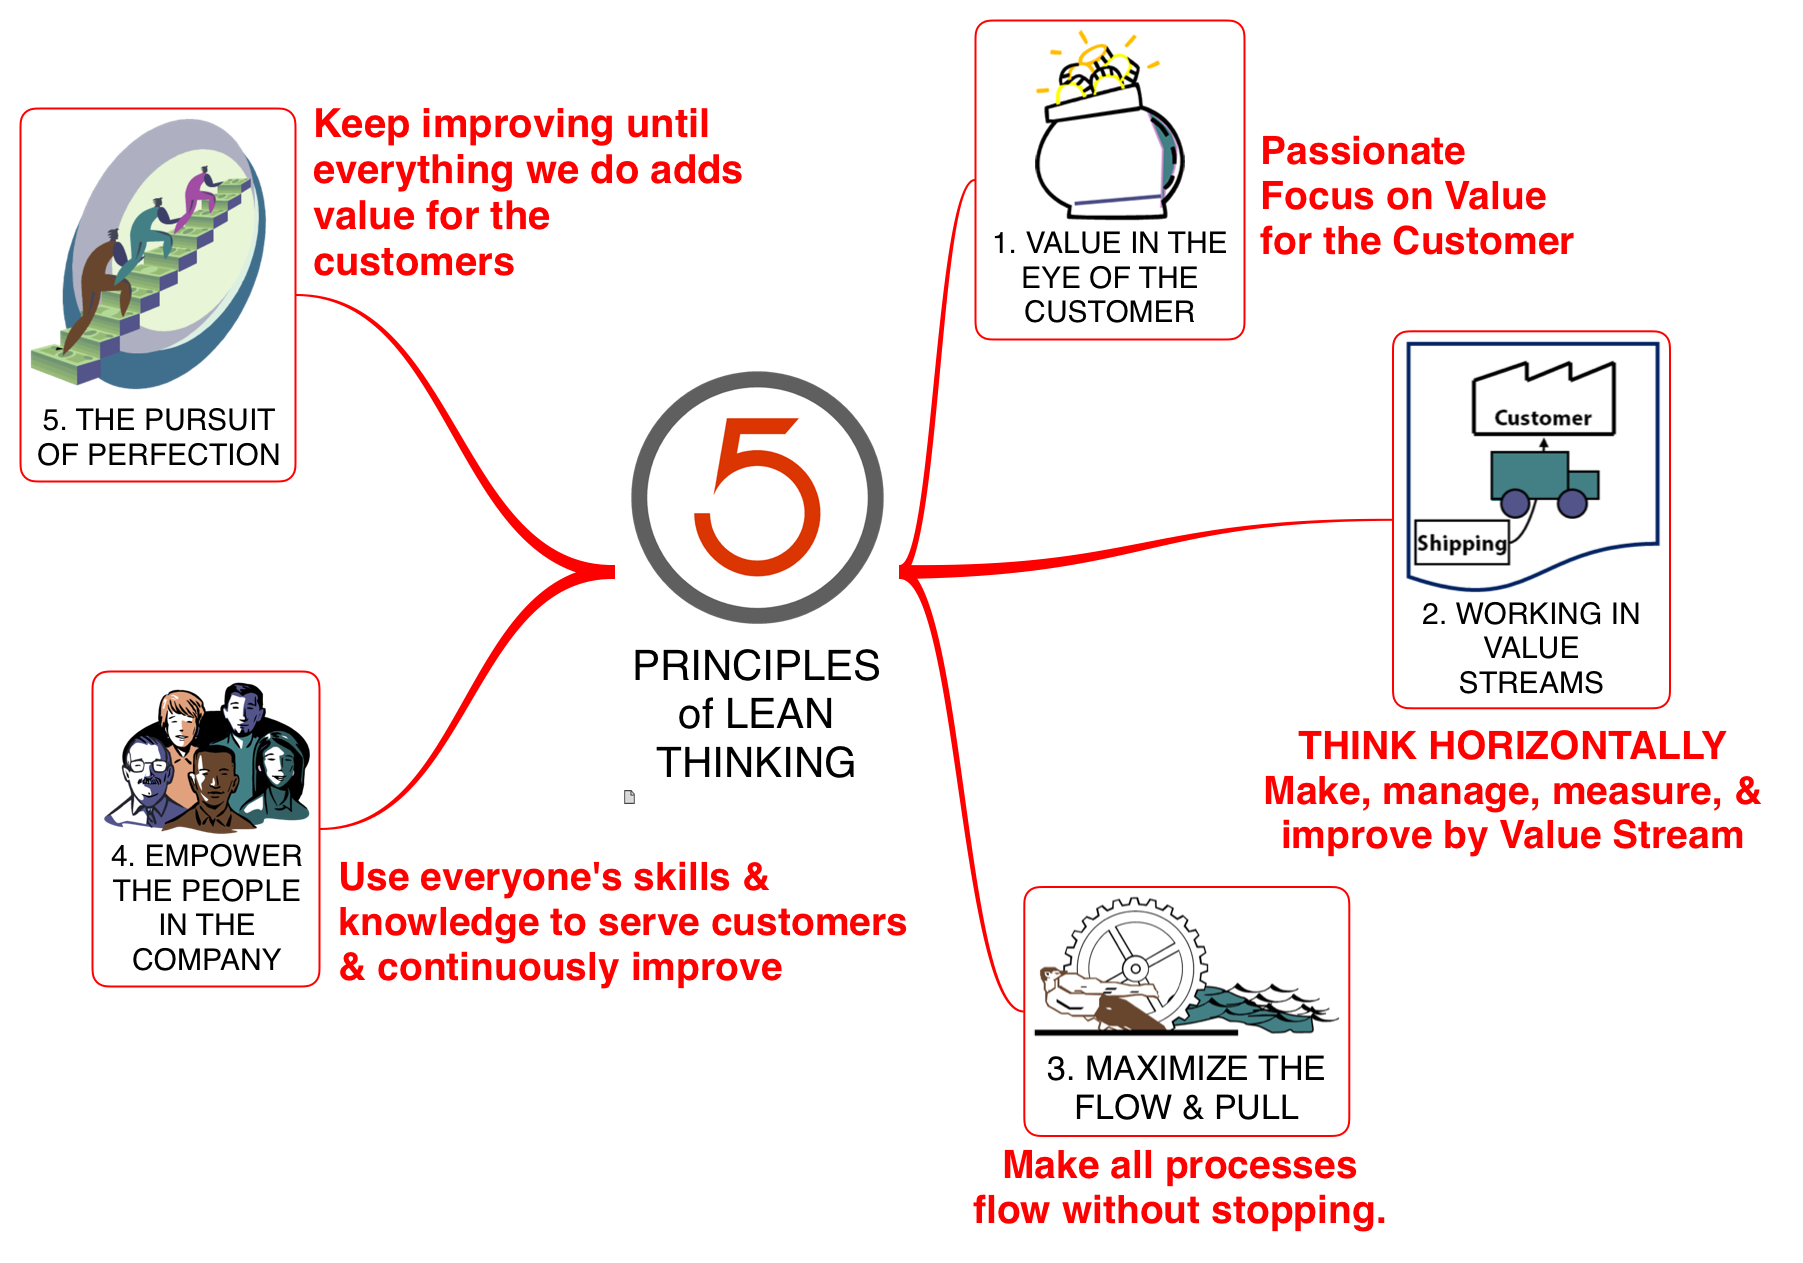 5
PRINCIPLES
of LEAN
THINKING
1. VALUE IN THE
EYE OF THE
CUSTOMER
Passionate
Focus on Value
for the Customer
Customer
Shipping
2. WORKING IN
VALUE
STREAMS
THINK HORIZONTALLY
Make, manage, measure, &
improve by Value Stream
3. MAXIMIZE THE
FLOW & PULL
Make all processes
flow without stopping.
4. EMPOWER
THE PEOPLE
IN THE
COMPANY
Use everyone's skills &
knowledge to serve customers
& continuously improve
5. THE PURSUIT
OF PERFECTION
Keep improving until
everything we do adds
value for the
customers